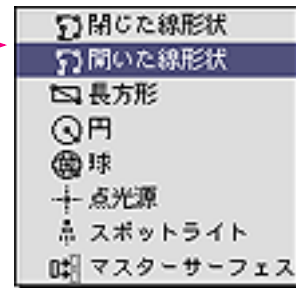 閉じた線形状
開いた線形状
長方形
円
球
点光源
スポットライト
マスターサーフェス